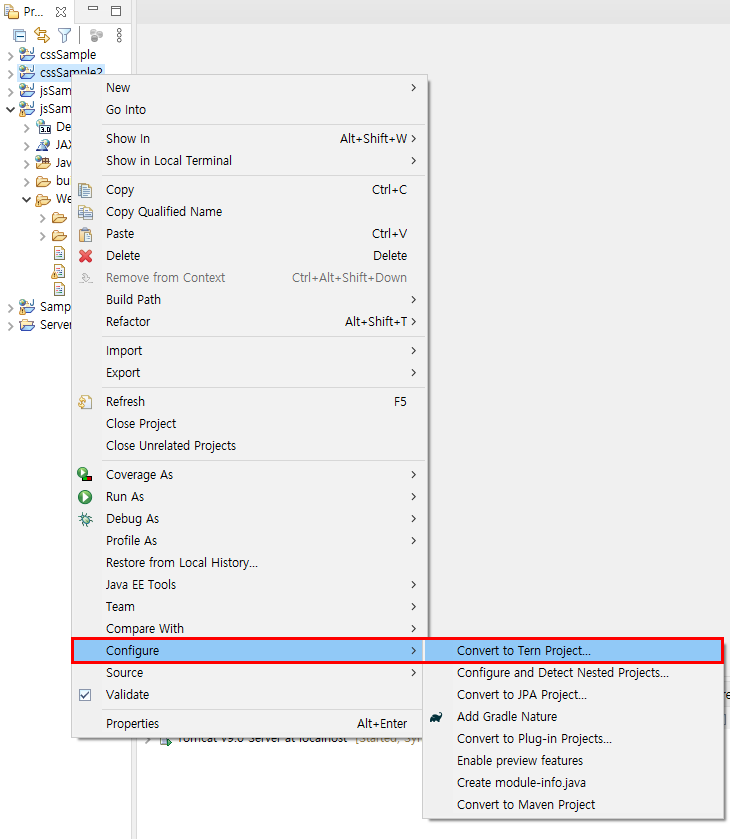 Pr...
cssSample
cssSample2
jsSam
jsSam
De
JAX
Jav
bu
We
Samp
Server
New
Go Into
Show In Alt+Shift+W
Show in Local Terminal
Copy Ctrl+C
Copy Qualified Name
Paste Ctrl+V
Delete Delete
Remove from Context Ctrl+Alt+Shift+Down
Build Path
Refactor Alt+Shift+T
Import
Export
Refresh F5
Close Project
Close Unrelated Projects
Coverage As
Run As
Debug As
Profile As
Restore from Local History...
Java EE Tools
Team
Compare With
Configure
Source
Validate
Properties Alt+Enter
Convert to Tern Project...
Configure and Detect Nested Projects...
Convert to JPA Project...
Add Gradle Nature
Convert to Plug-in Projects...
Enable preview features
Create module-info.java
Convert to Maven Project
Tomcat v9.0 Server at localhost [Started, Syn